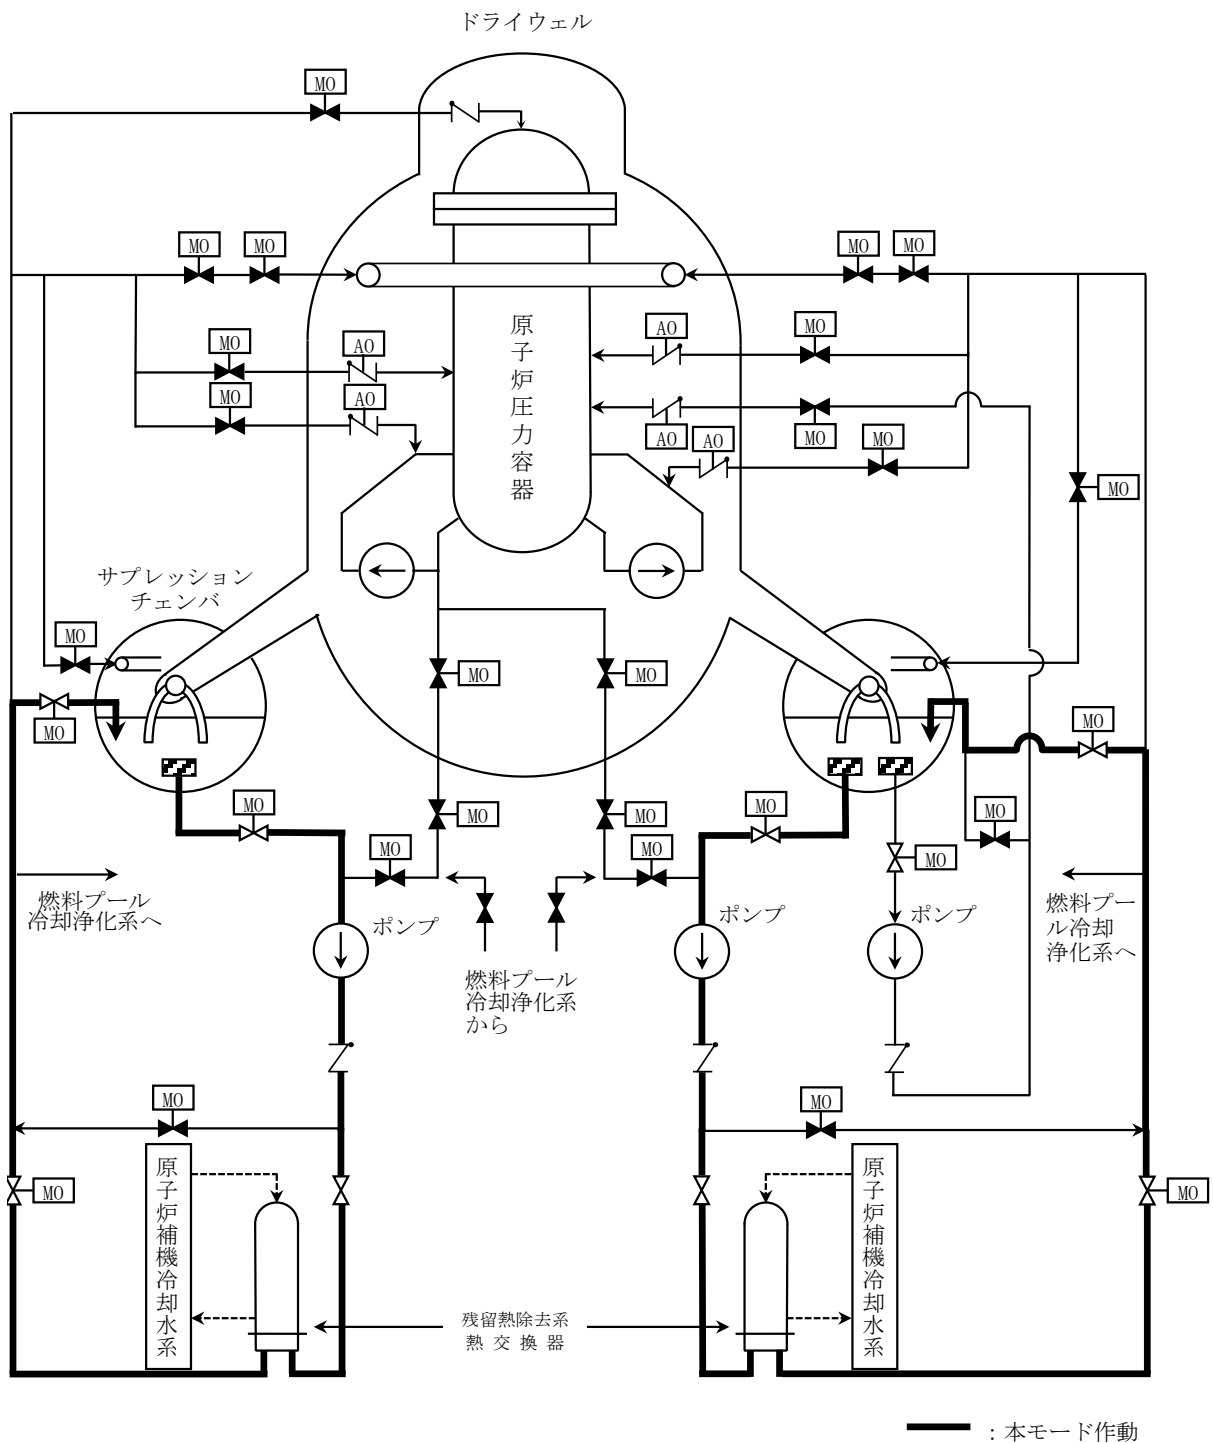 ドライウェル
MO
MO
MO
MO
MO
MO
AO
AO
MO
MO
AO
MO
原子炉圧力容器
MO
AO
AO
MO
MO
サプレッション
チェンバ
MO
MO
MO
MO
MO
MO
MO
MO
MO
MO
MO
MO
MO
MO
燃料プール
冷却浄化系へ
ポンプ
燃料プール
冷却浄化系
から
ポンプ
ポンプ
燃料プー
ル冷却
浄化系へ
MO
MO
MO
MO
原子炉補機冷却水系
原子炉補機冷却水系
残留熱除去系
熱交換器
：本モード作動